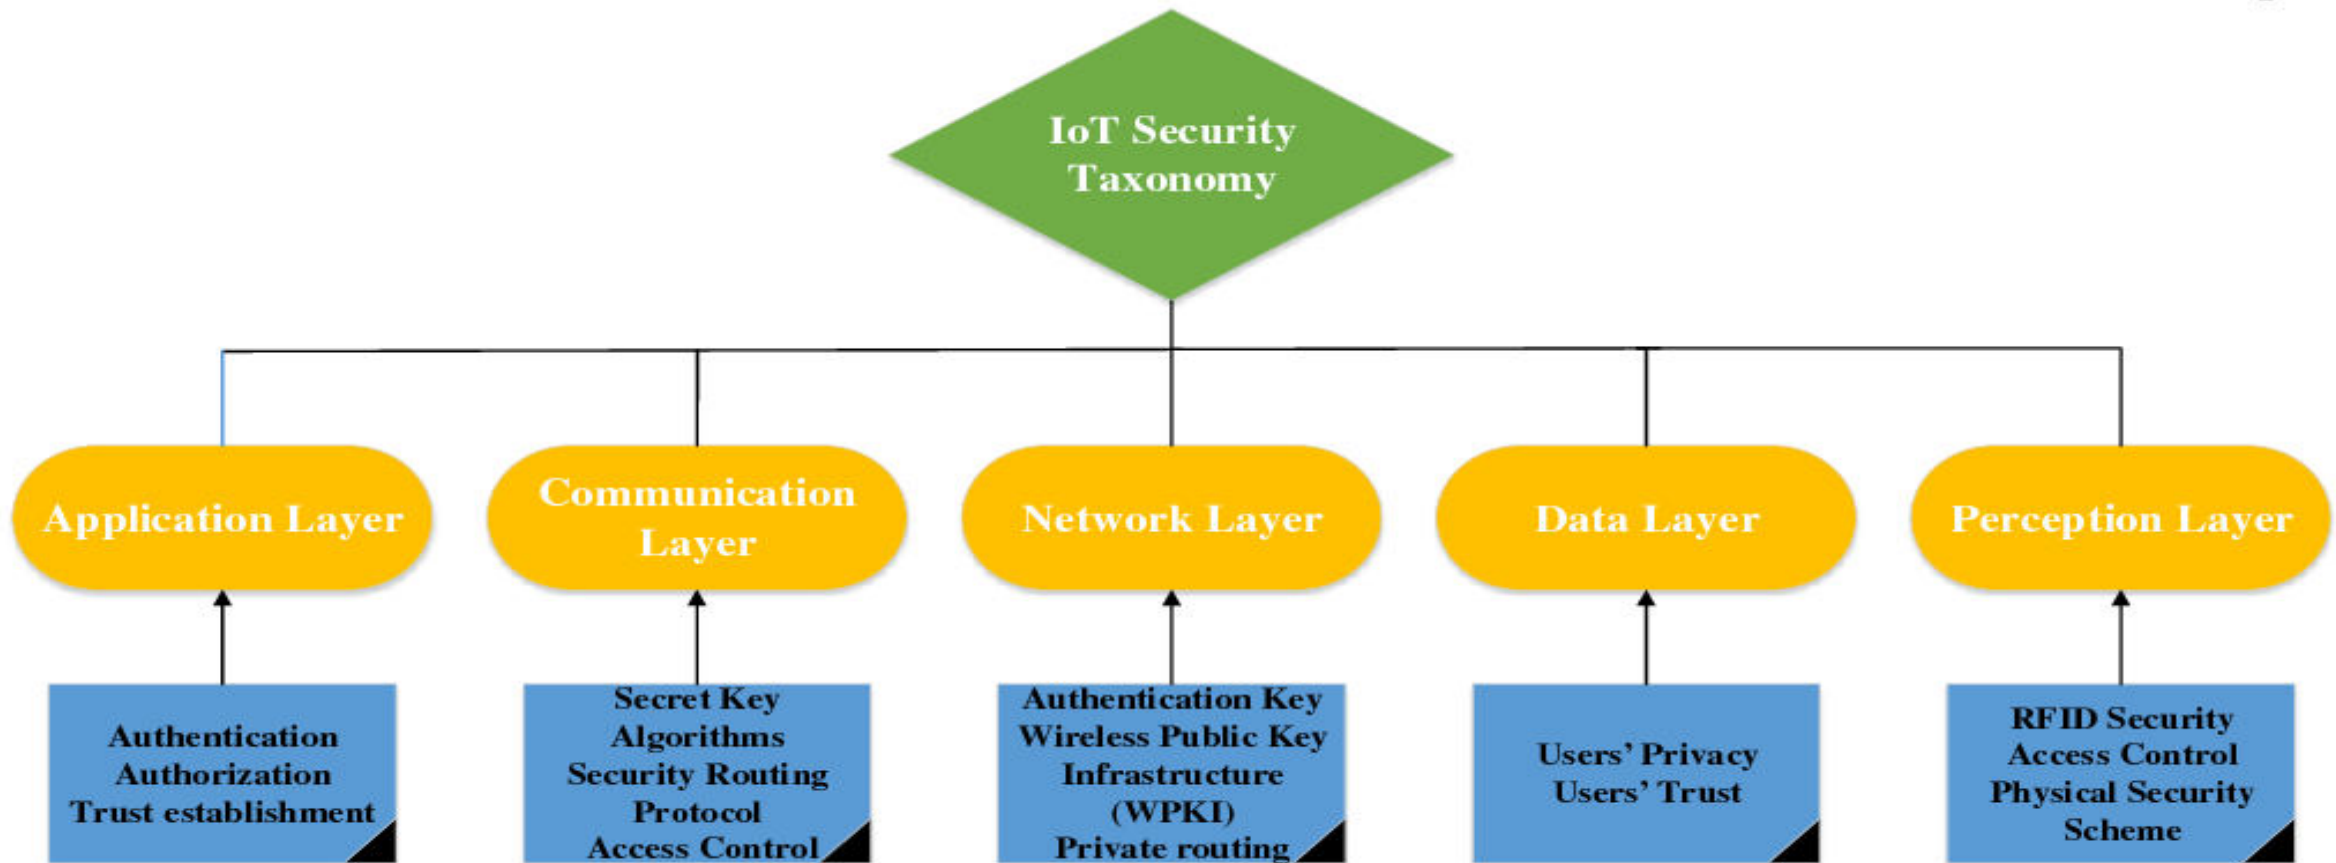 IoT Security
Taxonomy
Application Layer
Communication
Layer
Network Layer
Data Layer
Perception Layer
Authentication
Authorization
Trust establishment
Secret Key
Algorithms
Security Routing
Protocol
Access Control
Authentication Key
Wireless Public Key
Infrastructure
(WPKI)
Private routing
Users’ Privacy
Users’ Trust
RFID Security
Access Control
Physical Security
Scheme